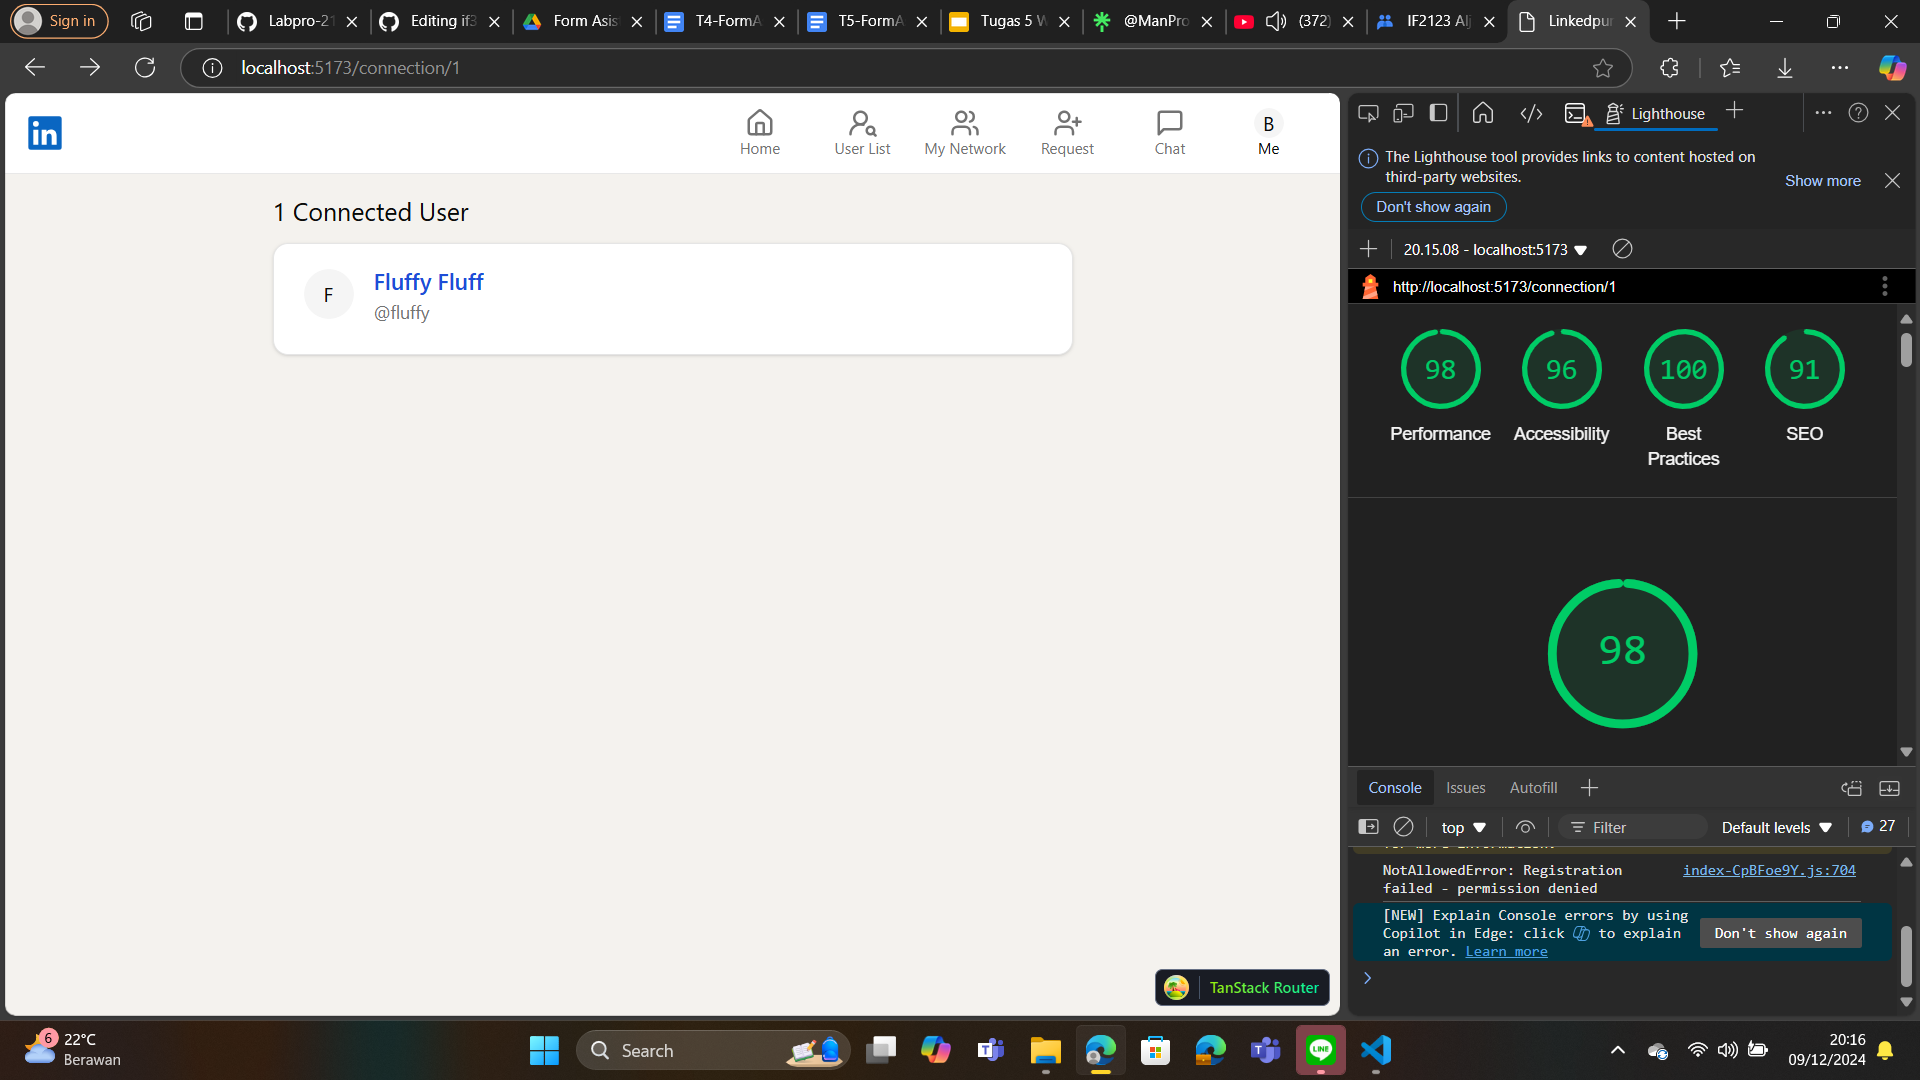 Sign in
Labpro-21
Editing if3
Form Asis
T4-FormA
T5-FormA
Tugas 5 W
@ManPro
(372)
IF2123 Alj
Linkedpur
localhost:5173/connection/1
in
Home
User List
My Network
Request
Chat
B
Me
1 Connected User
F
Fluffy Fluff
@fluffy
TanStack Router
Lighthouse
The Lighthouse tool provides links to content hosted on
third-party websites.
Show more
Don't show again
20.15.08 - localhost:5173
http://localhost:5173/connection/1
98
96
100
91
Performance
Accessibility
Best
Practices
SEO
98
Console
Issues
Autofill
top
Filter
Default levels
27
for more information.
NotAllowedError: Registration
failed - permission denied
index-CpBFoe9Y.js:704
[NEW] Explain Console errors by using
Copilot in Edge: click to explain
an error. Learn more
Don't show again
6
22°C
Berawan
Search
LINE
20:16
09/12/2024